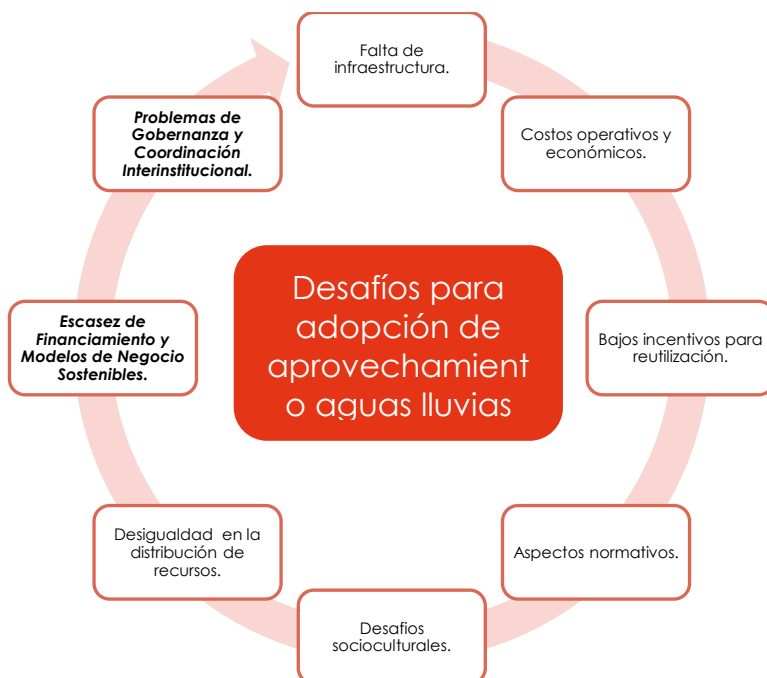 Falta de
infraestructura.
Costos operativos y
económicos.
Bajos incentivos para
reutilización.
Aspectos normativos.
Desafios
socioculturales.
Desigualdad en la
distribución de
recursos.
Escasez de
Financiamiento y
Modelos de Negocio
Sostenibles.
Problemas de
Gobernanza y
Coordinación
Interinstitucional.
Desafíos para
adopción de
aprovechamient
o aguas lluvias